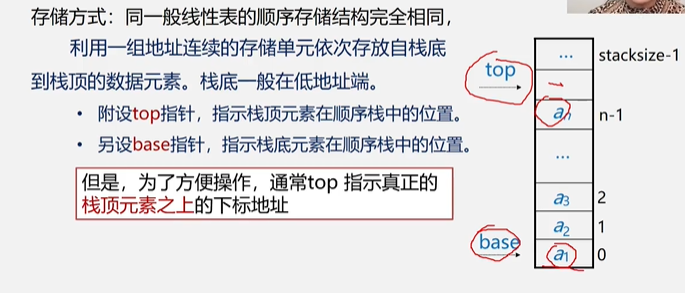 存储方式：同一般线性表的顺序存储结构完全相同，
利用一组地址连续的存储单元依次存放自栈底
到栈顶的数据元素。栈底一般在低地址端。
• 附设top指针，指示栈顶元素在顺序栈中的位置。
• 另设base指针，指示栈底元素在顺序栈中的位置。
但是，为了方便操作，通常top 指示真正的
栈顶元素之上的下标地址
… stacksize-1
top
an n-1
…
a3 2
a2 1
base a1 0